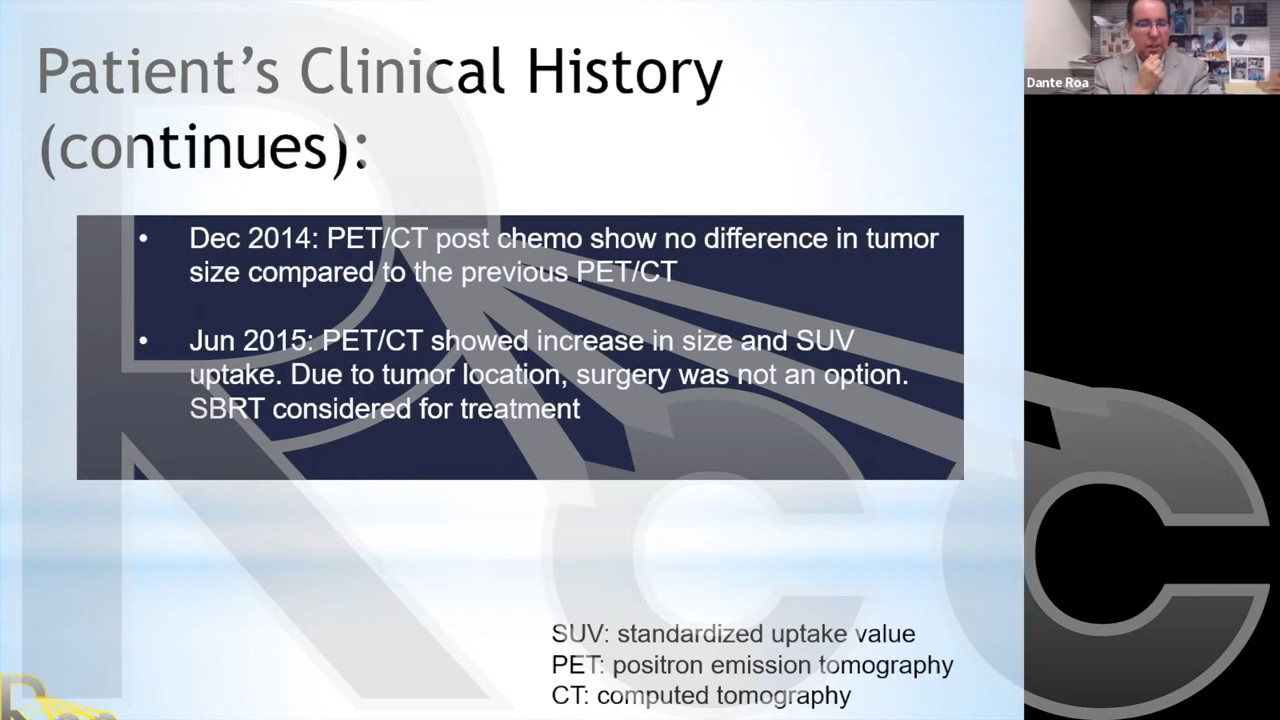 Patient’s Clinical History
(continues):
Dante Roa
• Dec 2014: PET/CT post chemo show no difference in tumor
size compared to the previous PET/CT
• Jun 2015: PET/CT showed increase in size and SUV
uptake. Due to tumor location, surgery was not an option.
SBRT considered for treatment
SUV: standardized uptake value
PET: positron emission tomography
CT: computed tomography
RCC